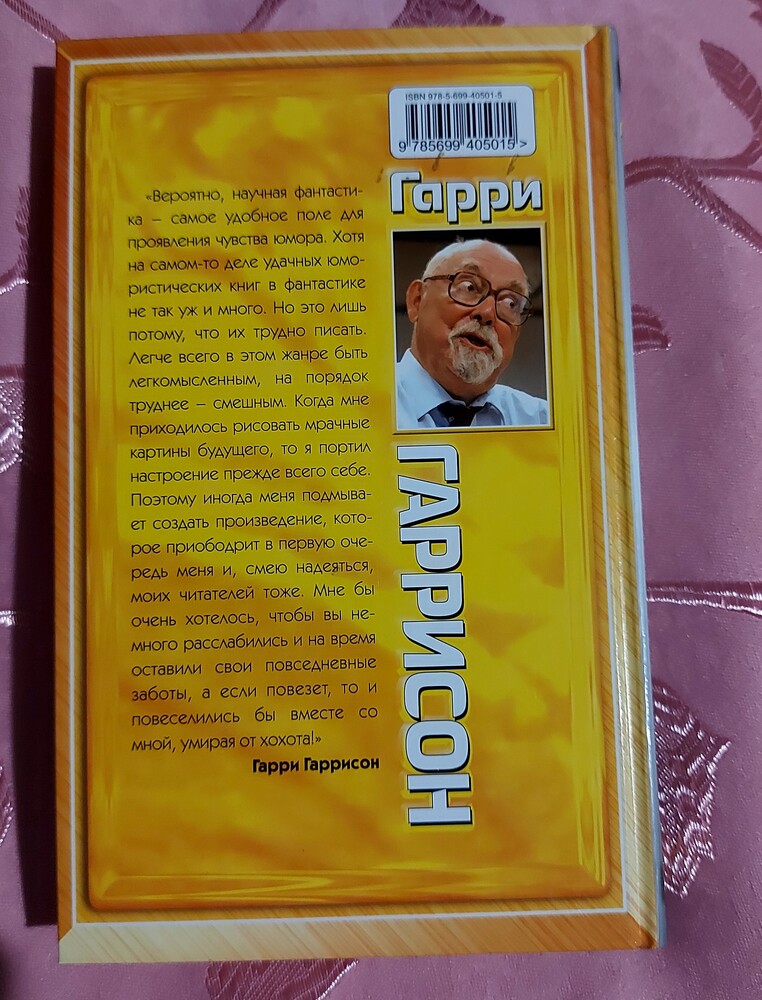 ISBN 978-5-699-40501-5
9 785699 405015 >
Гарри
ГАРРИСОН
«Вероятно, научная фантасти-
ка – самое удобное поле для
проявления чувства юмора. Хотя
на самом-то деле удачных юмо-
ристических книг в фантастике
не так уж и много. Но это лишь
потому, что их трудно писать.
Легче всего в этом жанре быть
легкомысленным, на порядок
труднее – смешным. Когда мне
приходилось рисовать мрачные
картины будущего, то я портил
настроение прежде всего себе.
Поэтому иногда меня подмыва-
ет создать произведение, кото-
рое приободрит в первую оче-
редь меня и, смею надеяться,
моих читателей тоже. Мне бы
очень хотелось, чтобы вы не-
много расслабились и на время
оставили свои повседневные
заботы, а если повезет, то и
повеселились бы вместе со
мной, умирая от хохота!»
Гарри Гаррисон